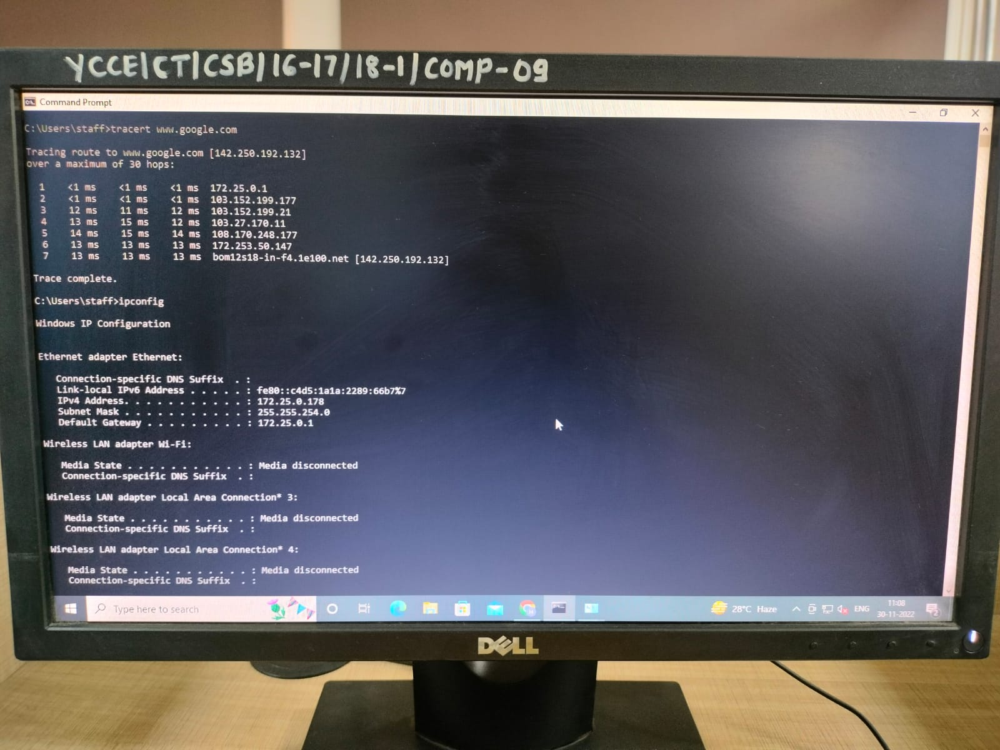 YCCE|CT|CSB|16-17/18-1/COMP-09
Command Prompt
C:\Users\staff>tracert www.google.com
Tracing route to www.google.com [142.250.192.132]
over a maximum of 30 hops:
1 <1 ms <1 ms <1 ms 172.25.0.1
2 <1 ms <1 ms <1 ms 103.152.199.177
3 12 ms 11 ms 12 ms 103.152.199.21
4 13 ms 15 ms 12 ms 103.27.170.11
5 14 ms 15 ms 14 ms 108.170.248.177
6 13 ms 13 ms 13 ms 172.253.50.147
7 13 ms 13 ms 13 ms bom12s18-in-f4.1e100.net [142.250.192.132]
Trace complete.
C:\Users\staff>ipconfig
Windows IP Configuration
Ethernet adapter Ethernet:
Connection-specific DNS Suffix . :
Link-local IPv6 Address . . . . . : fe80::c4d5:1a1a:2289:66b7%7
IPv4 Address. . . . . . . . . . . : 172.25.0.178
Subnet Mask . . . . . . . . . . . : 255.255.254.0
Default Gateway . . . . . . . . . : 172.25.0.1
Wireless LAN adapter Wi-Fi:
Media State . . . . . . . . . . . : Media disconnected
Connection-specific DNS Suffix . :
Wireless LAN adapter Local Area Connection* 3:
Media State . . . . . . . . . . . : Media disconnected
Connection-specific DNS Suffix . :
Wireless LAN adapter Local Area Connection* 4:
Media State . . . . . . . . . . . : Media disconnected
Connection-specific DNS Suffix . :
Type here to search 28°C Haze ENG 11:08
30-11-2022 2
DELL